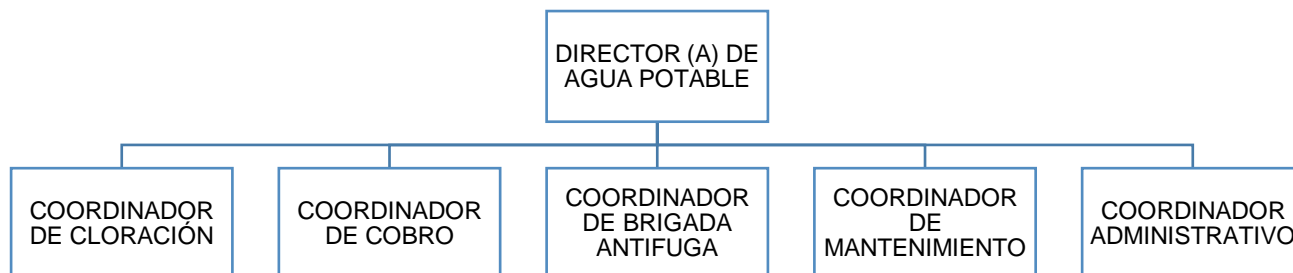 DIRECTOR (A) DE
AGUA POTABLE
COORDINADOR
DE CLORACIÓN
COORDINADOR
DE COBRO
COORDINADOR
DE BRIGADA
ANTIFUGA
COORDINADOR
DE
MANTENIMIENTO
COORDINADOR
ADMINISTRATIVO